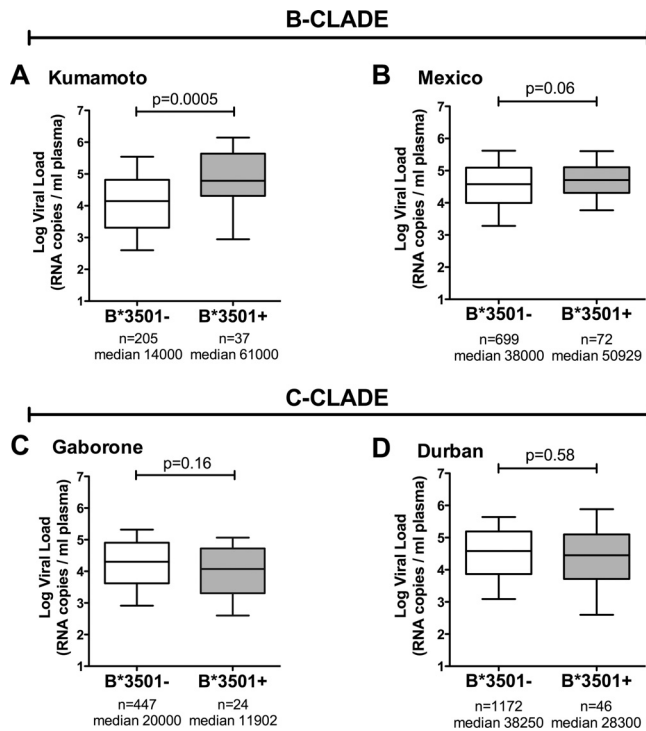 B-CLADE
A Kumamoto
p=0.0005
Log Viral Load
(RNA copies / ml plasma)
7
6
5
4
3
2
1
B*3501- B*3501+
n=205 n=37
median 14000 median 61000
B Mexico
p=0.06
Log Viral Load
(RNA copies / ml plasma)
7
6
5
4
3
2
1
B*3501- B*3501+
n=699 n=72
median 38000 median 50929
C-CLADE
C Gaborone
p=0.16
Log Viral Load
(RNA copies / ml plasma)
7
6
5
4
3
2
1
B*3501- B*3501+
n=447 n=24
median 20000 median 11902
D Durban
p=0.58
Log Viral Load
(RNA copies / ml plasma)
7
6
5
4
3
2
1
B*3501- B*3501+
n=1172 n=46
median 38250 median 28300